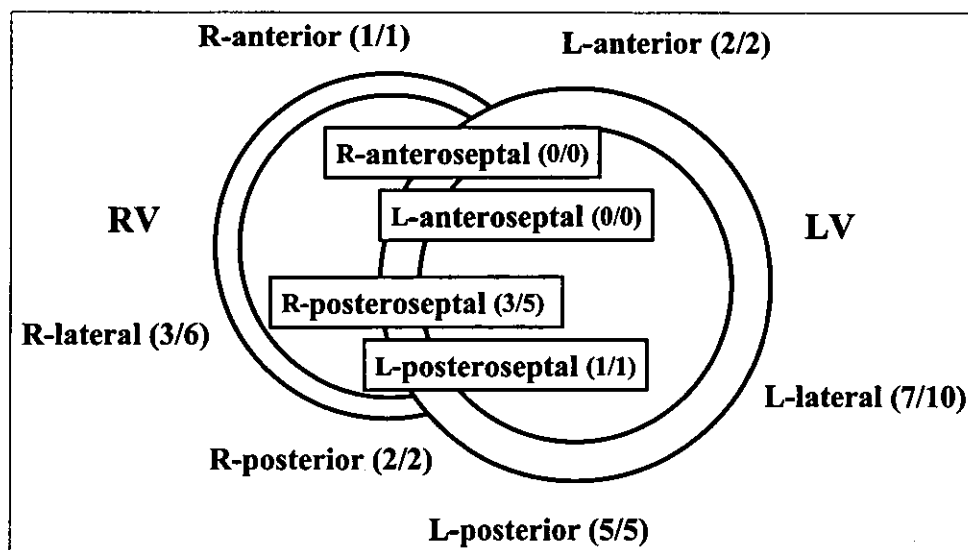 R-anterior (1/1)
L-anterior (2/2)
R-anteroseptal (0/0)
L-anteroseptal (0/0)
RV
LV
R-posteroseptal (3/5)
R-lateral (3/6)
L-posteroseptal (1/1)
L-lateral (7/10)
R-posterior (2/2)
L-posterior (5/5)